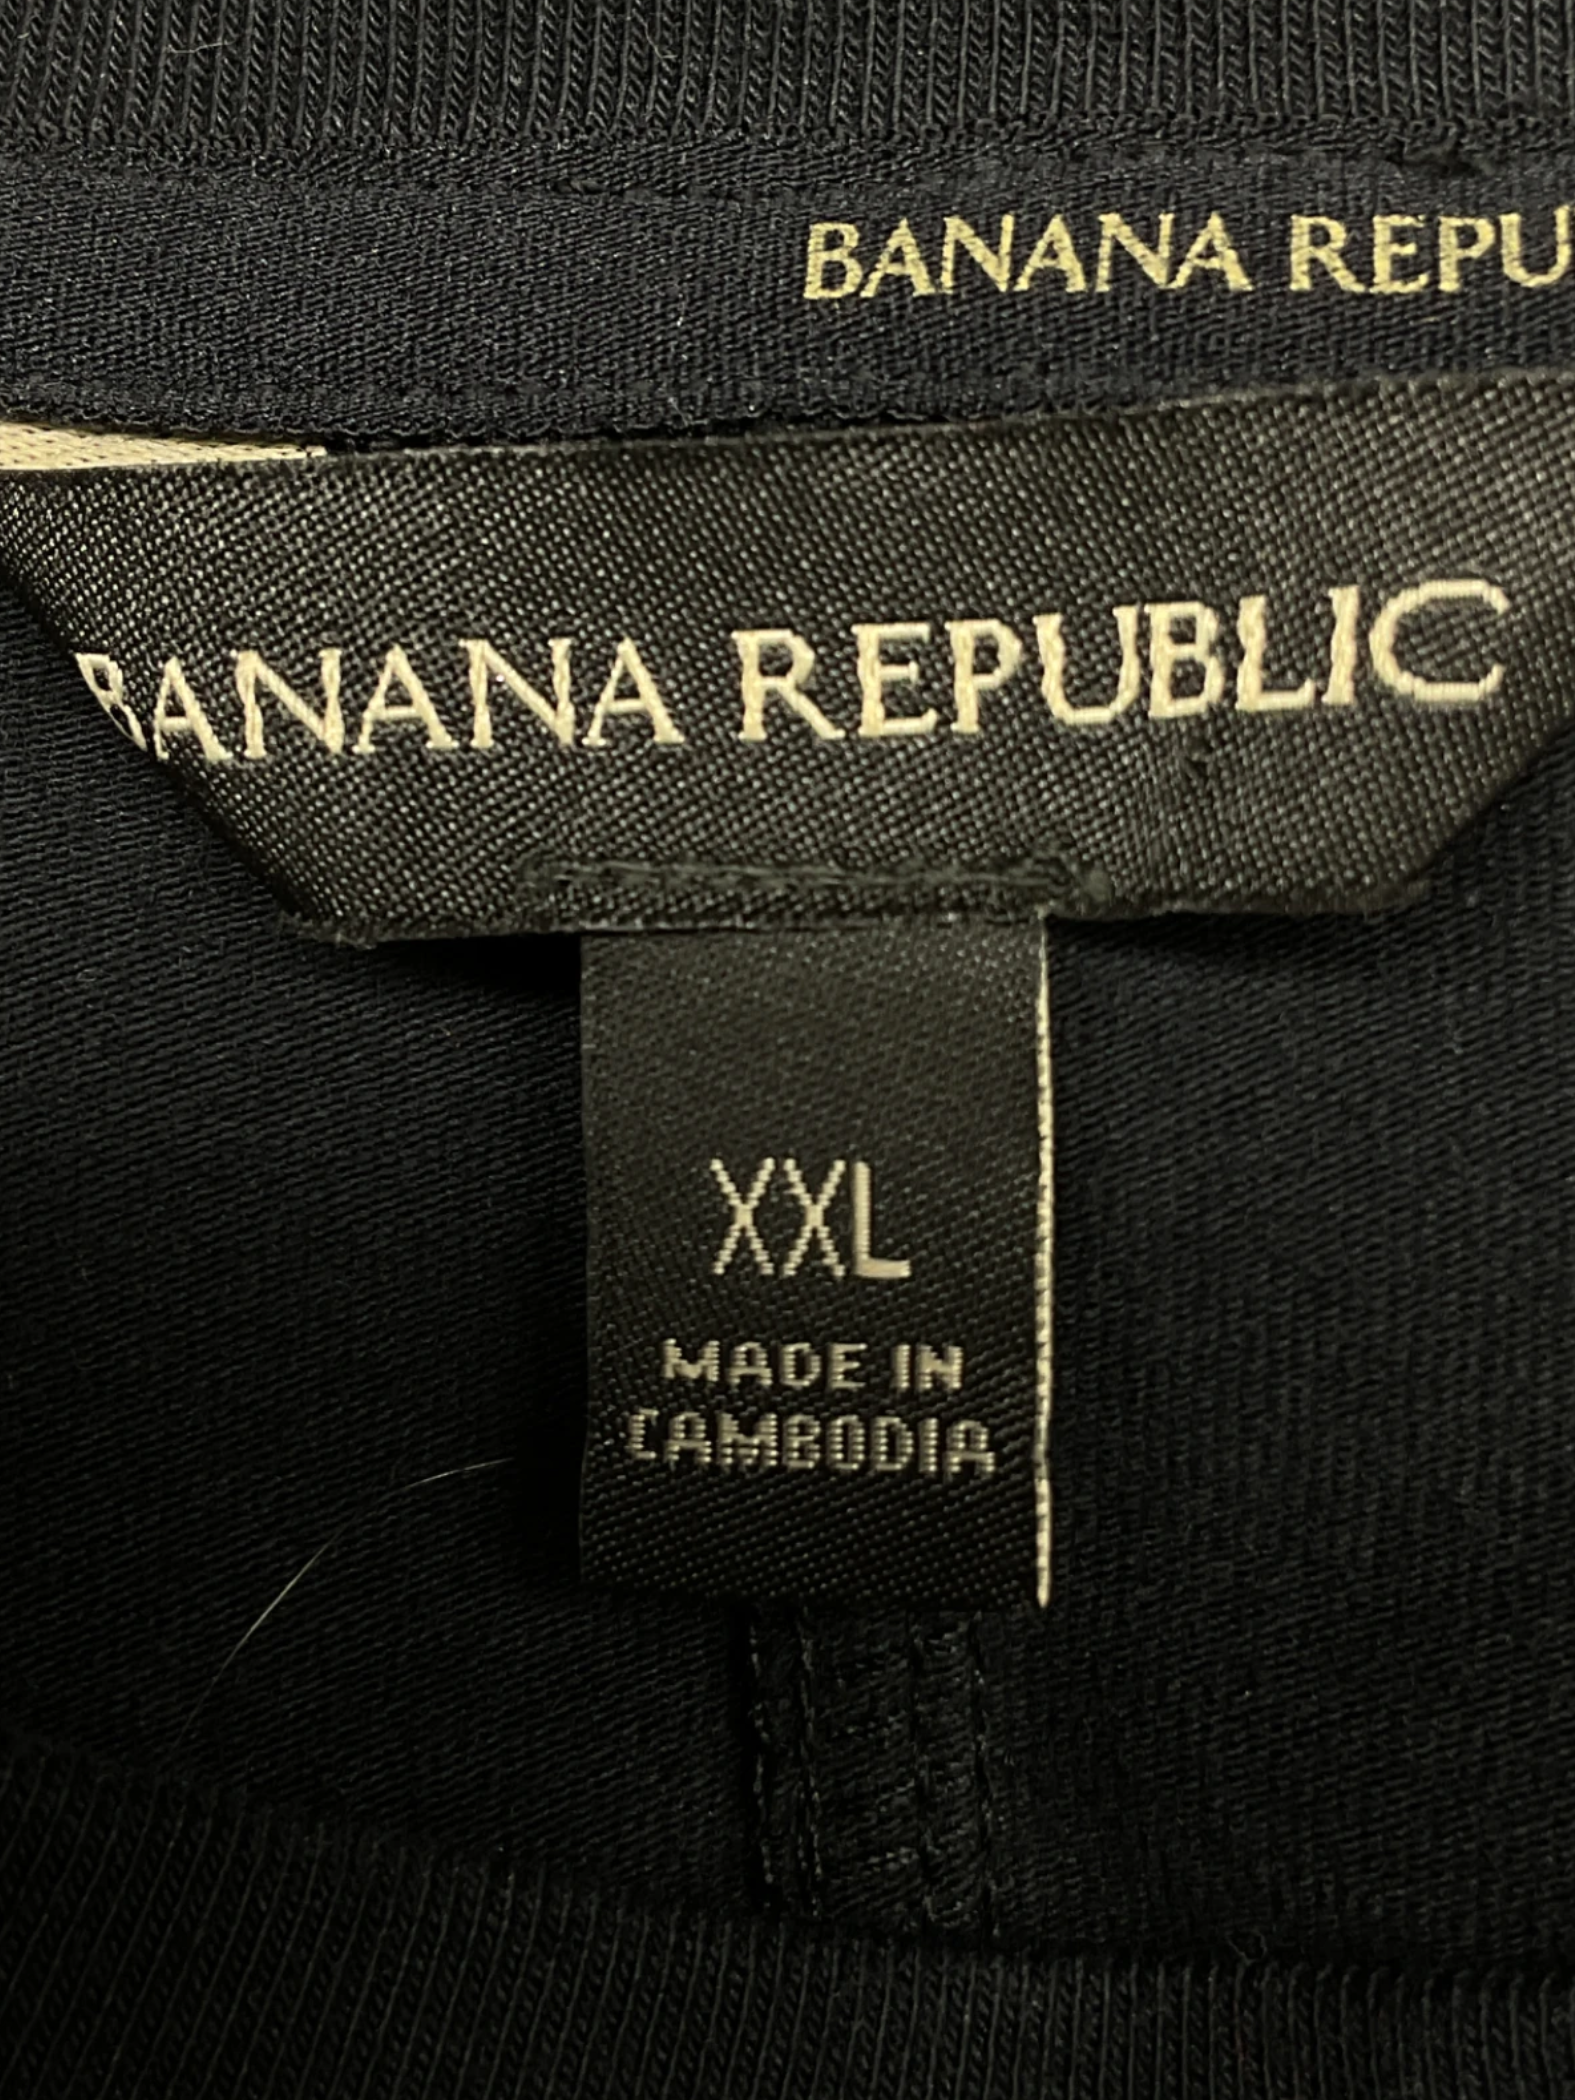 BANANA REPU
BANANA REPUBLIC
XXL
MADE IN
CAMBODIA